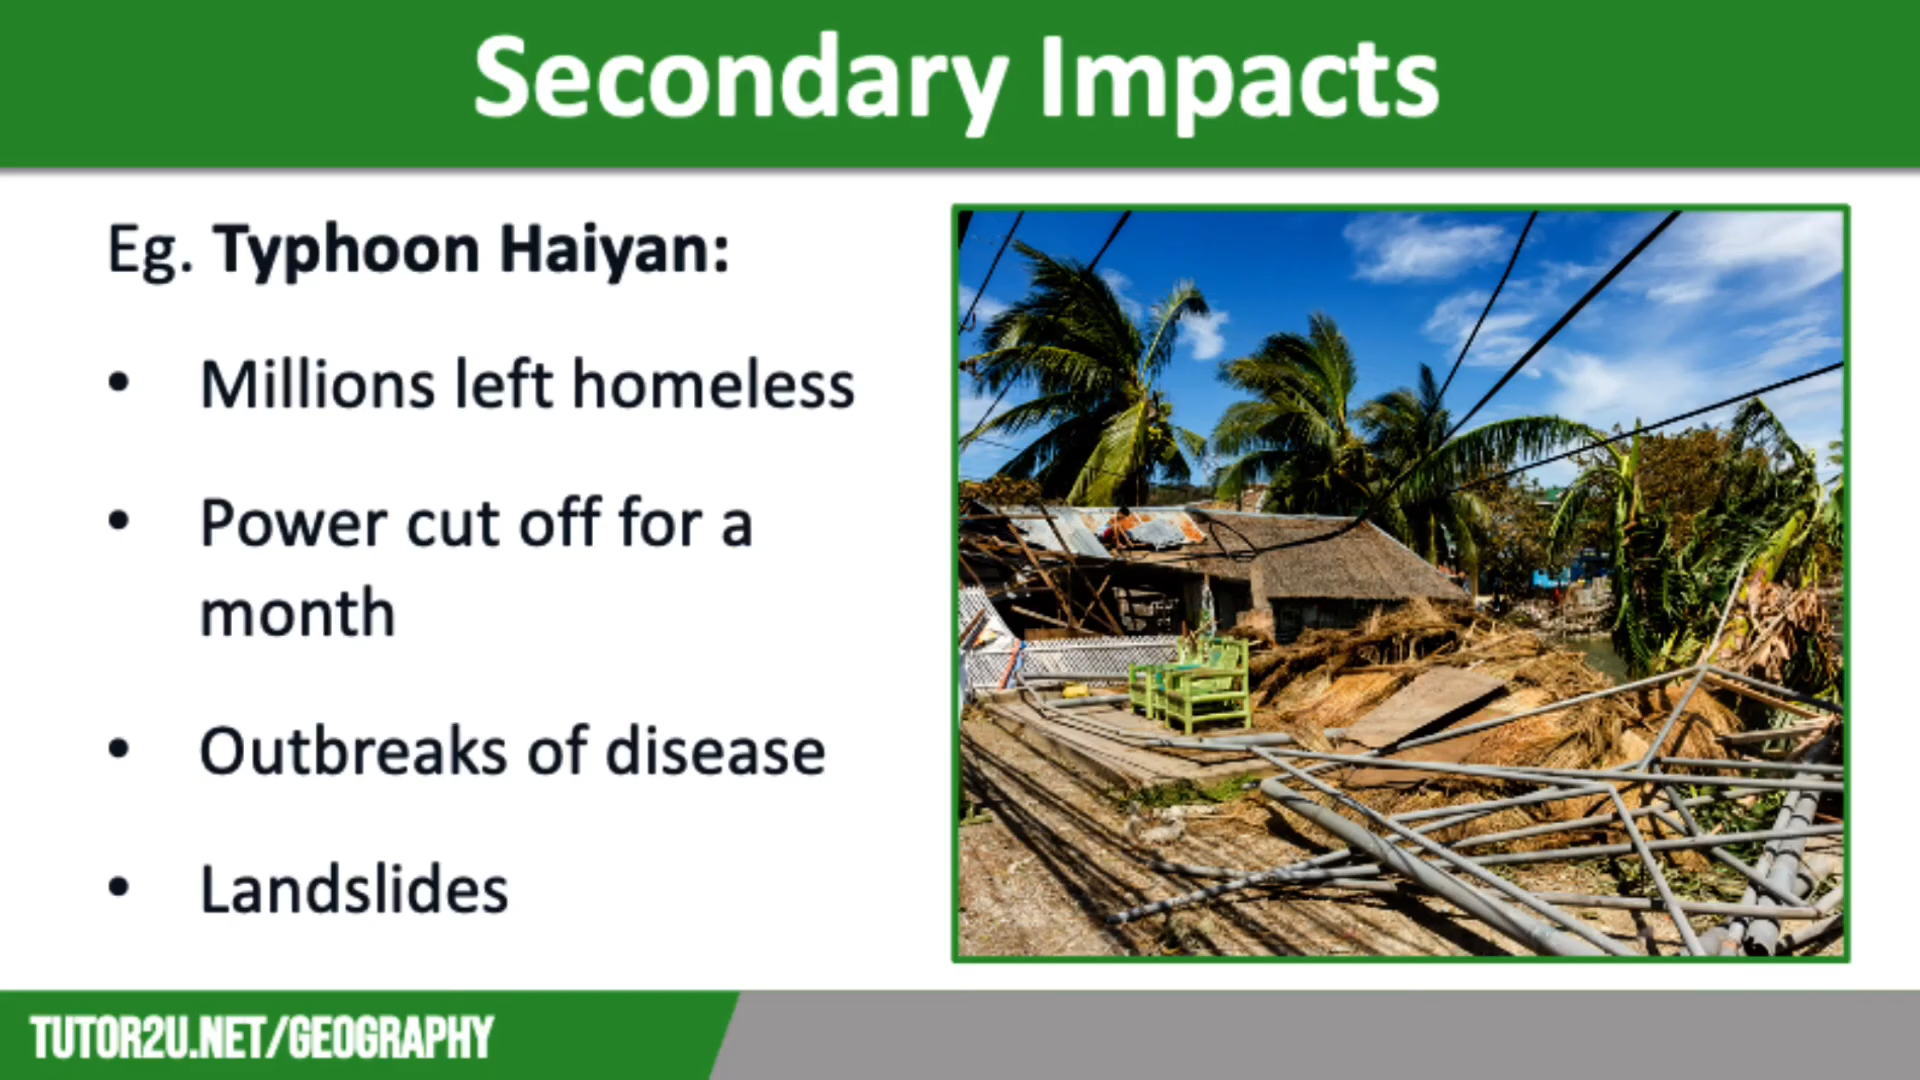 Secondary Impacts
Eg. Typhoon Haiyan:
• Millions left homeless
• Power cut off for a
month
• Outbreaks of disease
• Landslides
TUTOR2U.NET/GEOGRAPHY